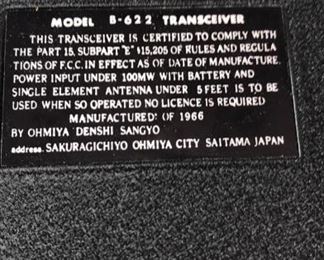 MODEL B-622 TRANSCEIVER
THIS TRANSCEIVER IS CERTIFIED TO COMPLY WITH
THE PART 15, SUBPART "E" §15,205 OF RULES AND REGULA
TIONS OF F.C.C. IN EFFECT AS OF DATE OF MANUFACTURE.
POWER INPUT UNDER 100MW WITH BATTERY AND
SINGLE ELEMENT ANTENNA UNDER 5 FEET IS TO BE
USED WHEN SO OPERATED NO LICENCE IS REQUIRED
MANUFACTURED: OF 1966
BY OHMIYA DENSHI SANGYO
address. SAKURAGICHIYO OHMIYA CITY SAITAMA JAPAN